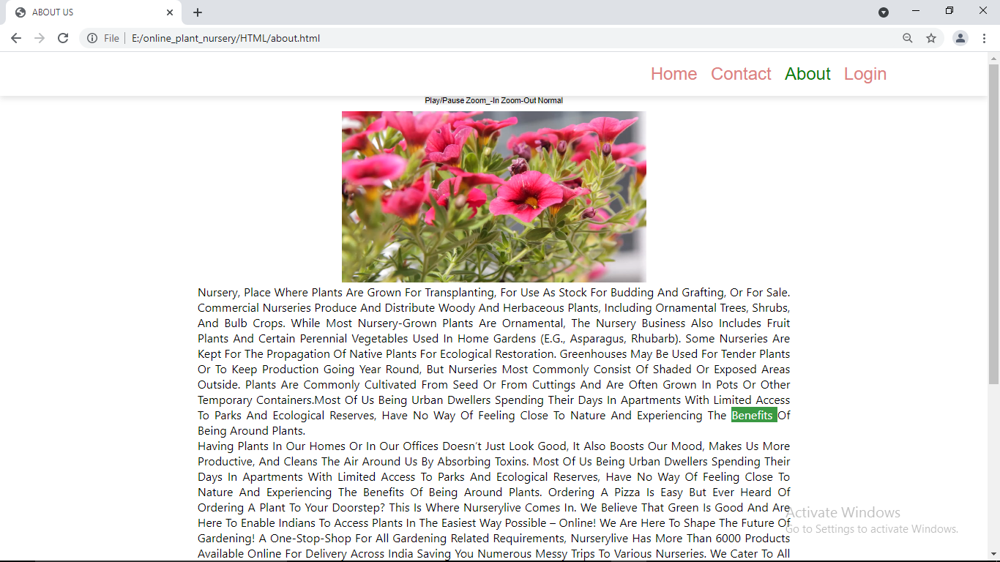 ABOUT US
File E:/online_plant_nursery/HTML/about.html
Home Contact About Login
Play/Pause Zoom_-In Zoom-Out Normal
Nursery, Place Where Plants Are Grown For Transplanting, For Use As Stock For Budding And Grafting, Or For Sale.
Commercial Nurseries Produce And Distribute Woody And Herbaceous Plants, Including Ornamental Trees, Shrubs,
And Bulb Crops. While Most Nursery-Grown Plants Are Ornamental, The Nursery Business Also Includes Fruit
Plants And Certain Perennial Vegetables Used In Home Gardens (E.G., Asparagus, Rhubarb). Some Nurseries Are
Kept For The Propagation Of Native Plants For Ecological Restoration. Greenhouses May Be Used For Tender Plants
Or To Keep Production Going Year Round, But Nurseries Most Commonly Consist Of Shaded Or Exposed Areas
Outside. Plants Are Commonly Cultivated From Seed Or From Cuttings And Are Often Grown In Pots Or Other
Temporary Containers.Most Of Us Being Urban Dwellers Spending Their Days In Apartments With Limited Access
To Parks And Ecological Reserves, Have No Way Of Feeling Close To Nature And Experiencing The Benefits Of
Being Around Plants.
Having Plants In Our Homes Or In Our Offices Doesn't Just Look Good, It Also Boosts Our Mood, Makes Us More
Productive, And Cleans The Air Around Us By Absorbing Toxins. Most Of Us Being Urban Dwellers Spending Their
Days In Apartments With Limited Access To Parks And Ecological Reserves, Have No Way Of Feeling Close To
Nature And Experiencing The Benefits Of Being Around Plants. Ordering A Pizza Is Easy But Ever Heard Of
Ordering A Plant To Your Doorstep? This Is Where Nurserylive Comes In. We Believe That Green Is Good And Are
Here To Enable Indians To Access Plants In The Easiest Way Possible – Online! We Are Here To Shape The Future Of
Gardening! A One-Stop-Shop For All Gardening Related Requirements, Nurserylive Has More Than 6000 Products
Available Online For Delivery Across India Saving You Numerous Messy Trips To Various Nurseries. We Cater To All
Activate Windows
Go to Settings to activate Windows.